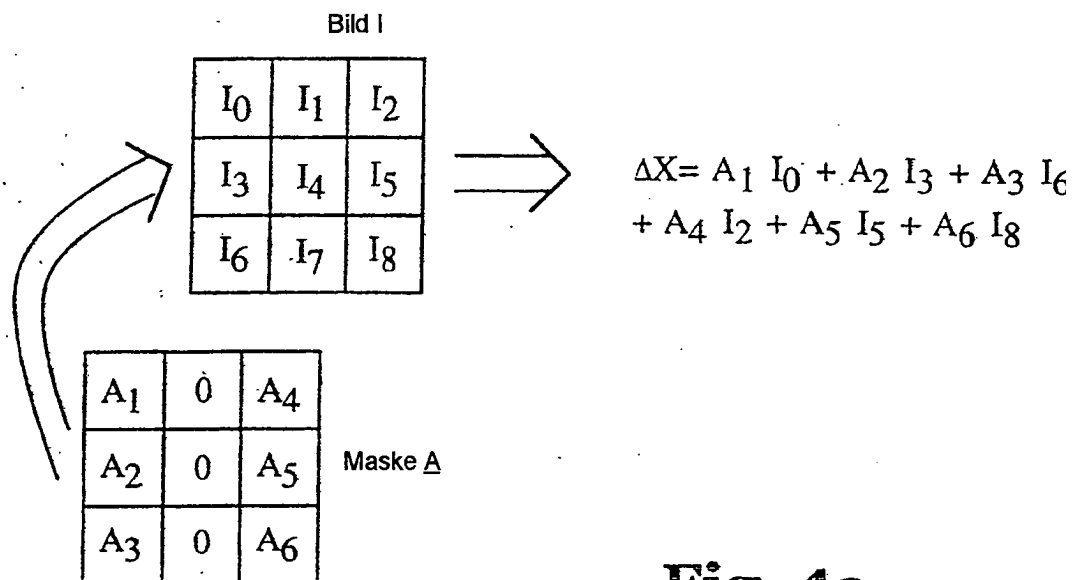 Bild I
I0 I1 I2
I3 I4 I5
I6 I7 I8
ΔX= A1 I0 + A2 I3 + A3 I6
+ A4 I2 + A5 I5 + A6 I8
A1 0 A4
A2 0 A5
A3 0 A6
Maske A